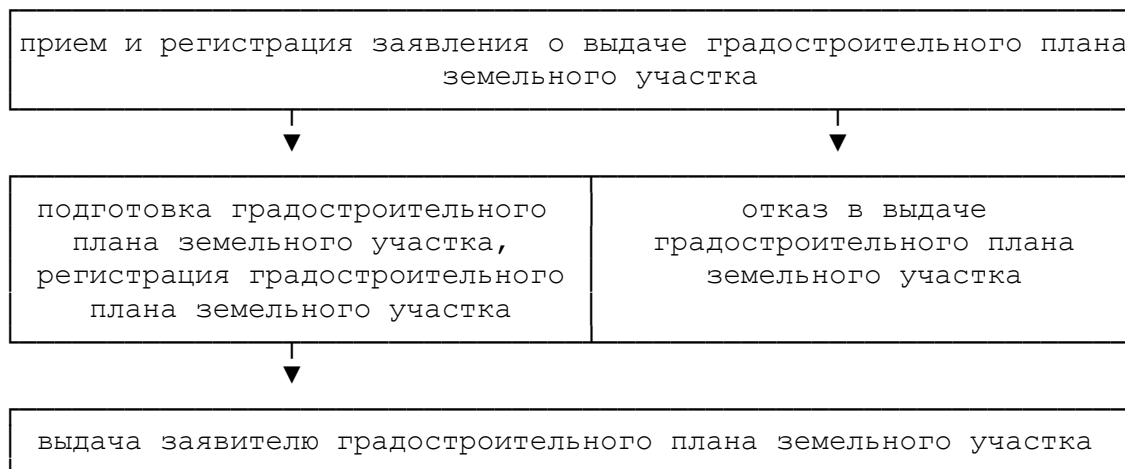 прием и регистрация заявления о выдаче градостроительного плана
земельного участка
подготовка градостроительного
плана земельного участка,
регистрация градостроительного
плана земельного участка
отказ в выдаче
градостроительного плана
земельного участка
выдача заявителю градостроительного плана земельного участка